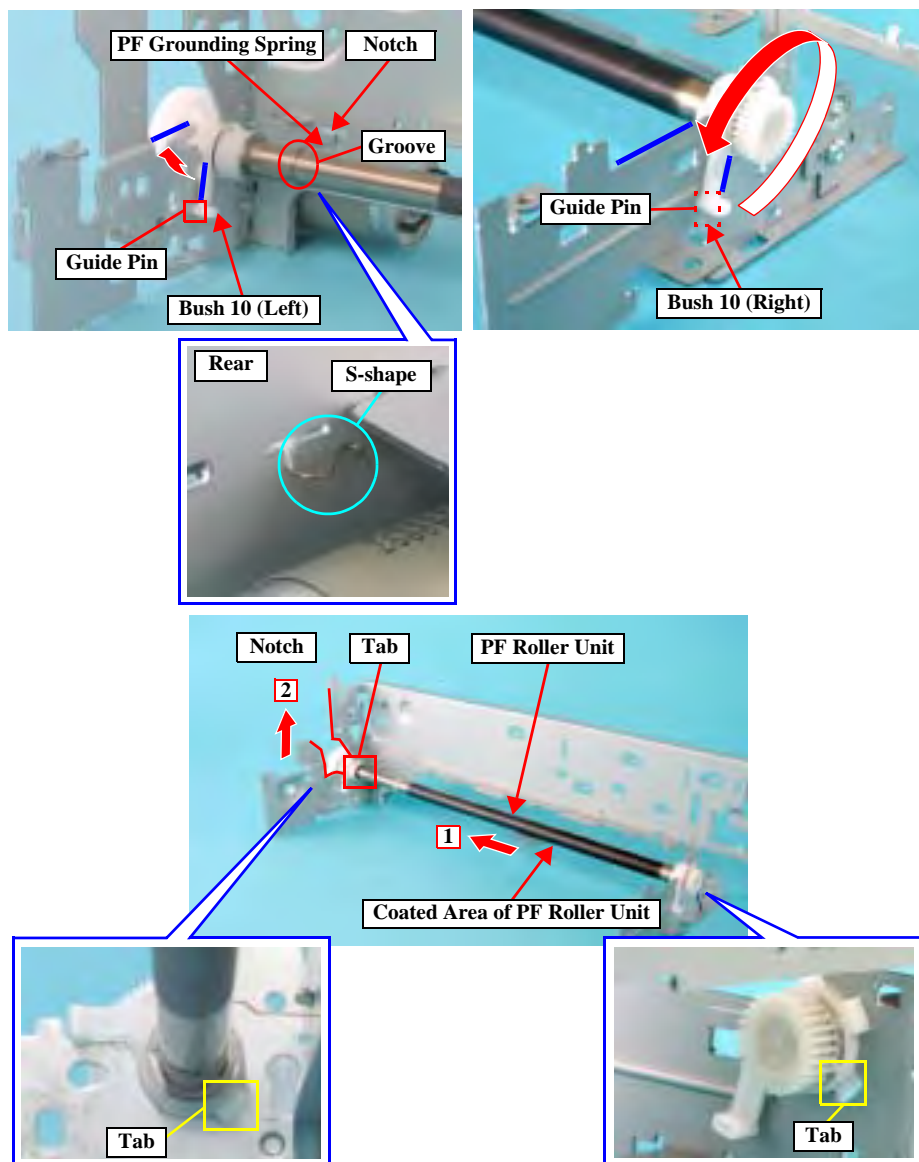 PF Grounding Spring
Notch
Groove
Guide Pin
Bush 10 (Left)
Guide Pin
Bush 10 (Right)
Rear
S-shape
Notch
Tab
PF Roller Unit
2
1
Coated Area of PF Roller Unit
Tab
Tab